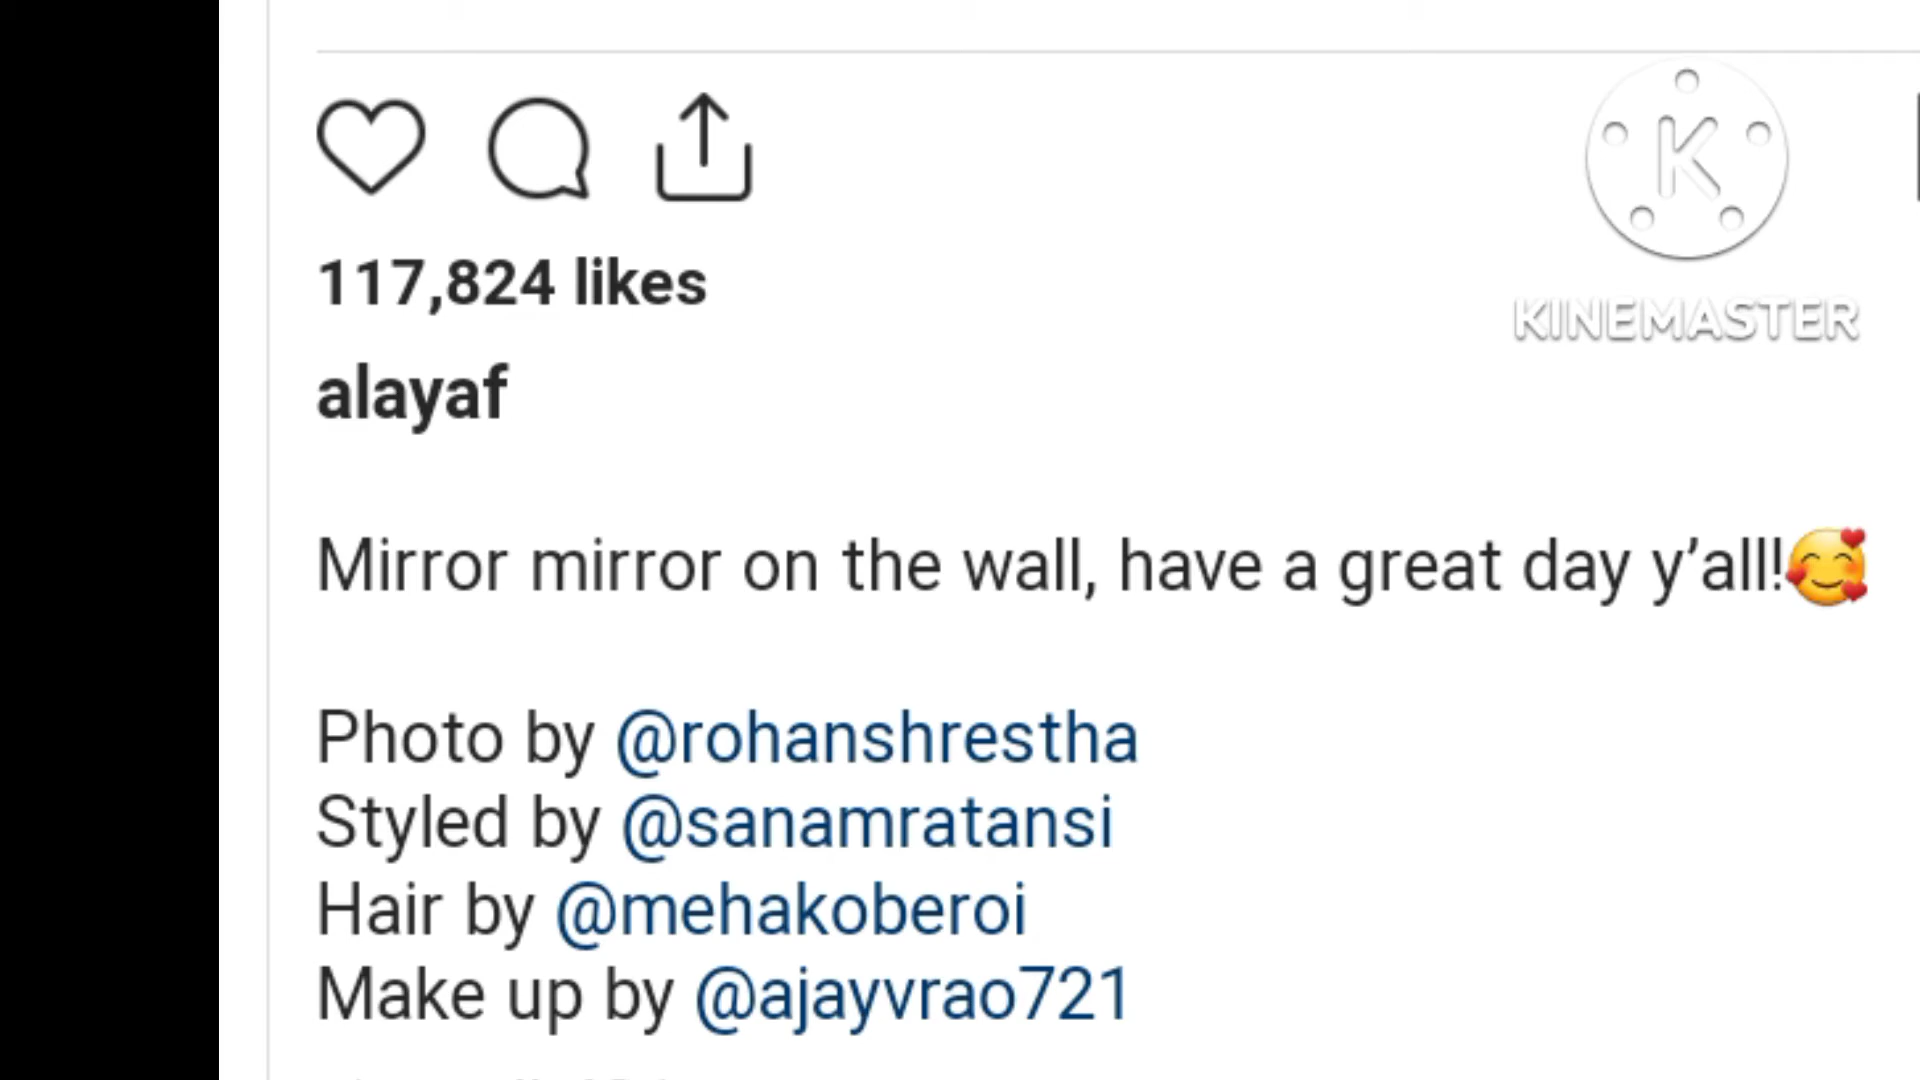 K
KINEMASTER
117,824 likes
alayaf
Mirror mirror on the wall, have a great day y’all!🥰
Photo by @rohanshrestha
Styled by @sanamratansi
Hair by @mehakoberoi
Make up by @ajayvrao721